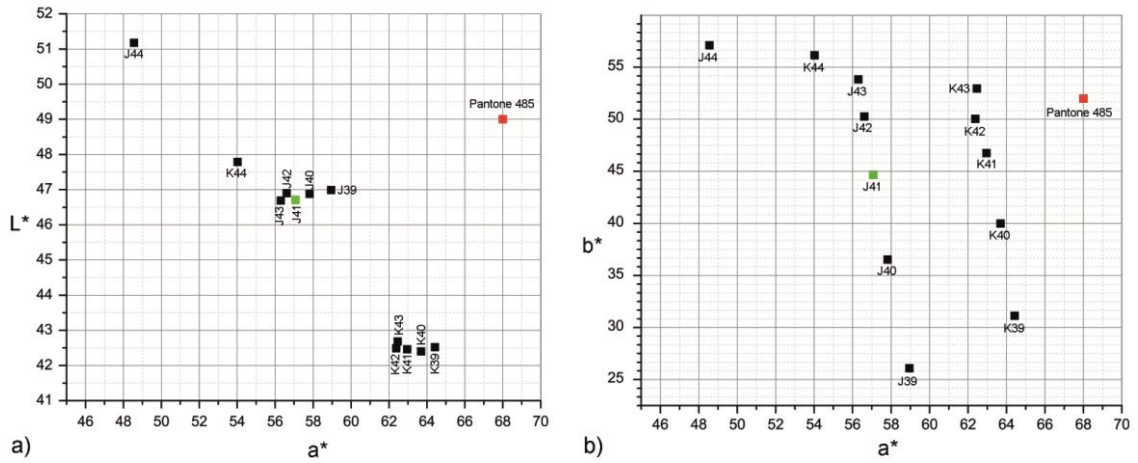 52
51
50
49
48
47
46
45
44
43
42
41
L*
J44
Pantone 485
K44
J42
J40
J39
J43
J41
K43
K40
K42
K41
K39
46 48 50 52 54 56 58 60 62 64 66 68 70
a)
a*
55
50
45
40
35
30
25
b*
J44
K44
J43
K43
Pantone 485
J42
K42
K41
J41
K40
J40
K39
J39
46 48 50 52 54 56 58 60 62 64 66 68 70
b)
a*